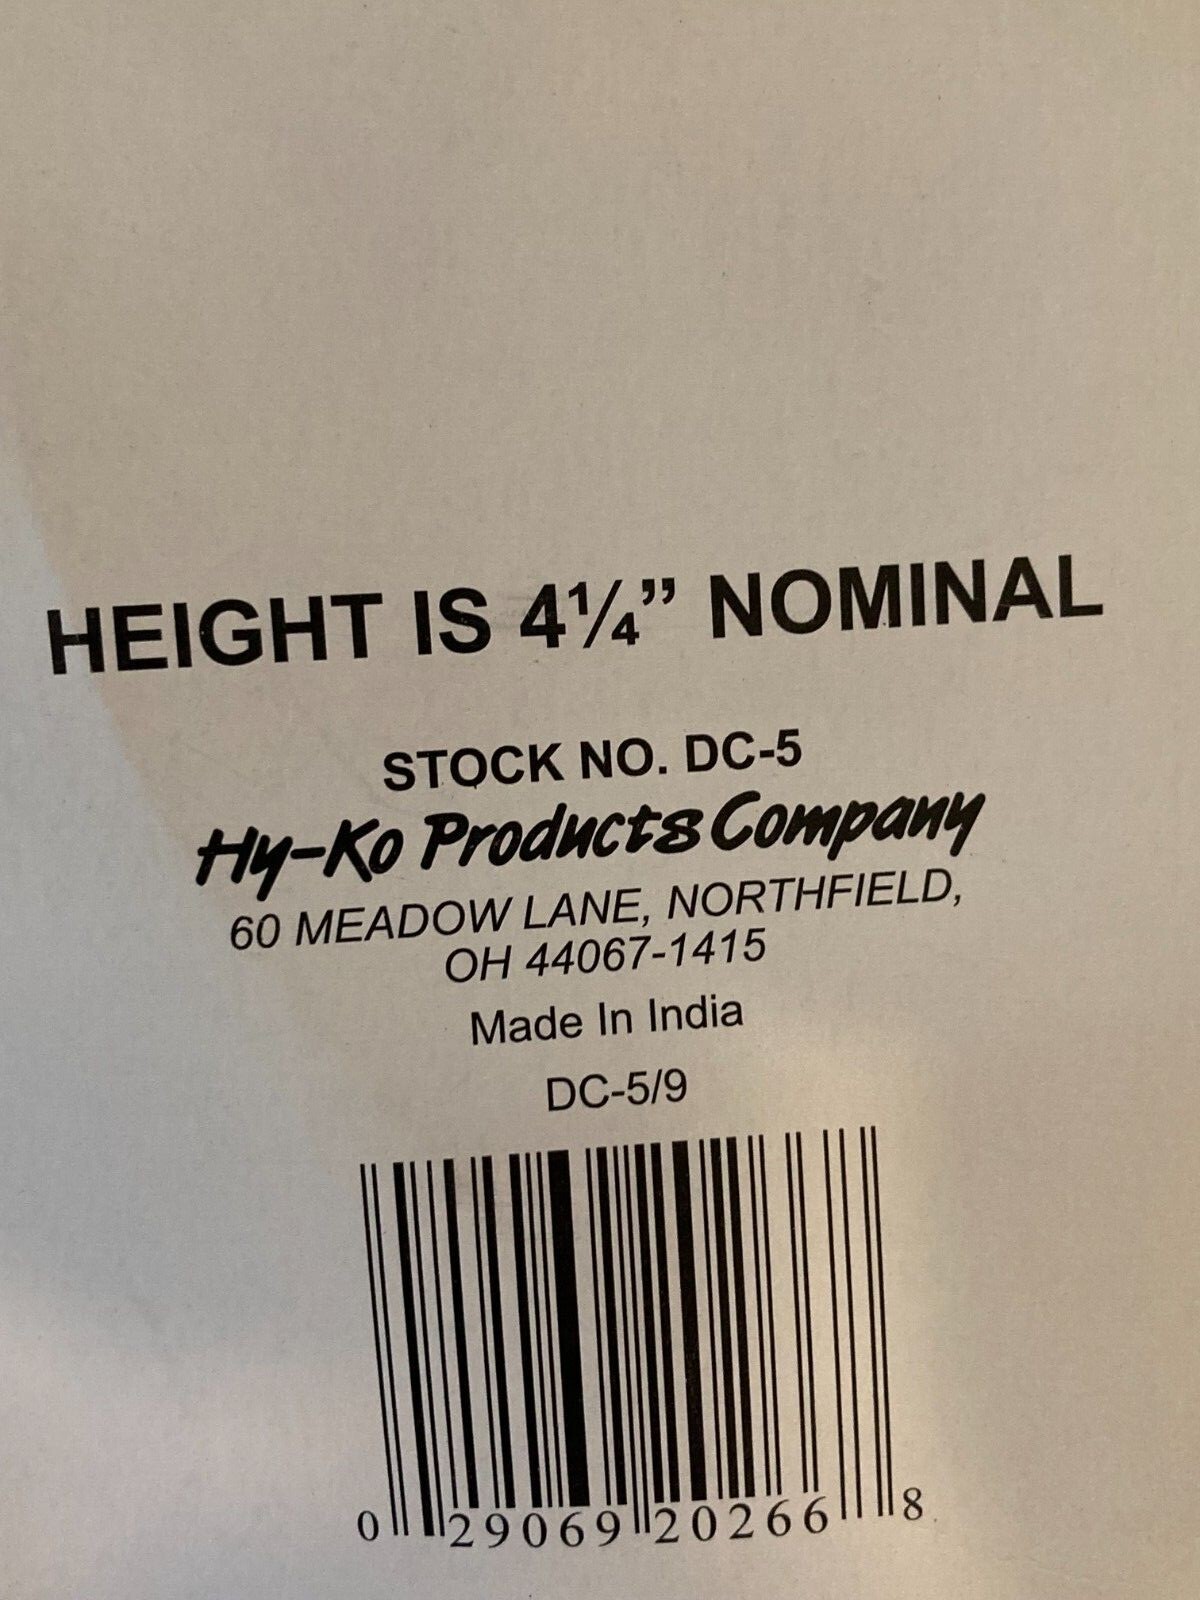 HEIGHT IS 4¼” NOMINAL
STOCK NO. DC-5
Hy-Ko Products Company
60 MEADOW LANE, NORTHFIELD,
OH 44067-1415
Made In India
DC-5/9
0 29069 20266 8